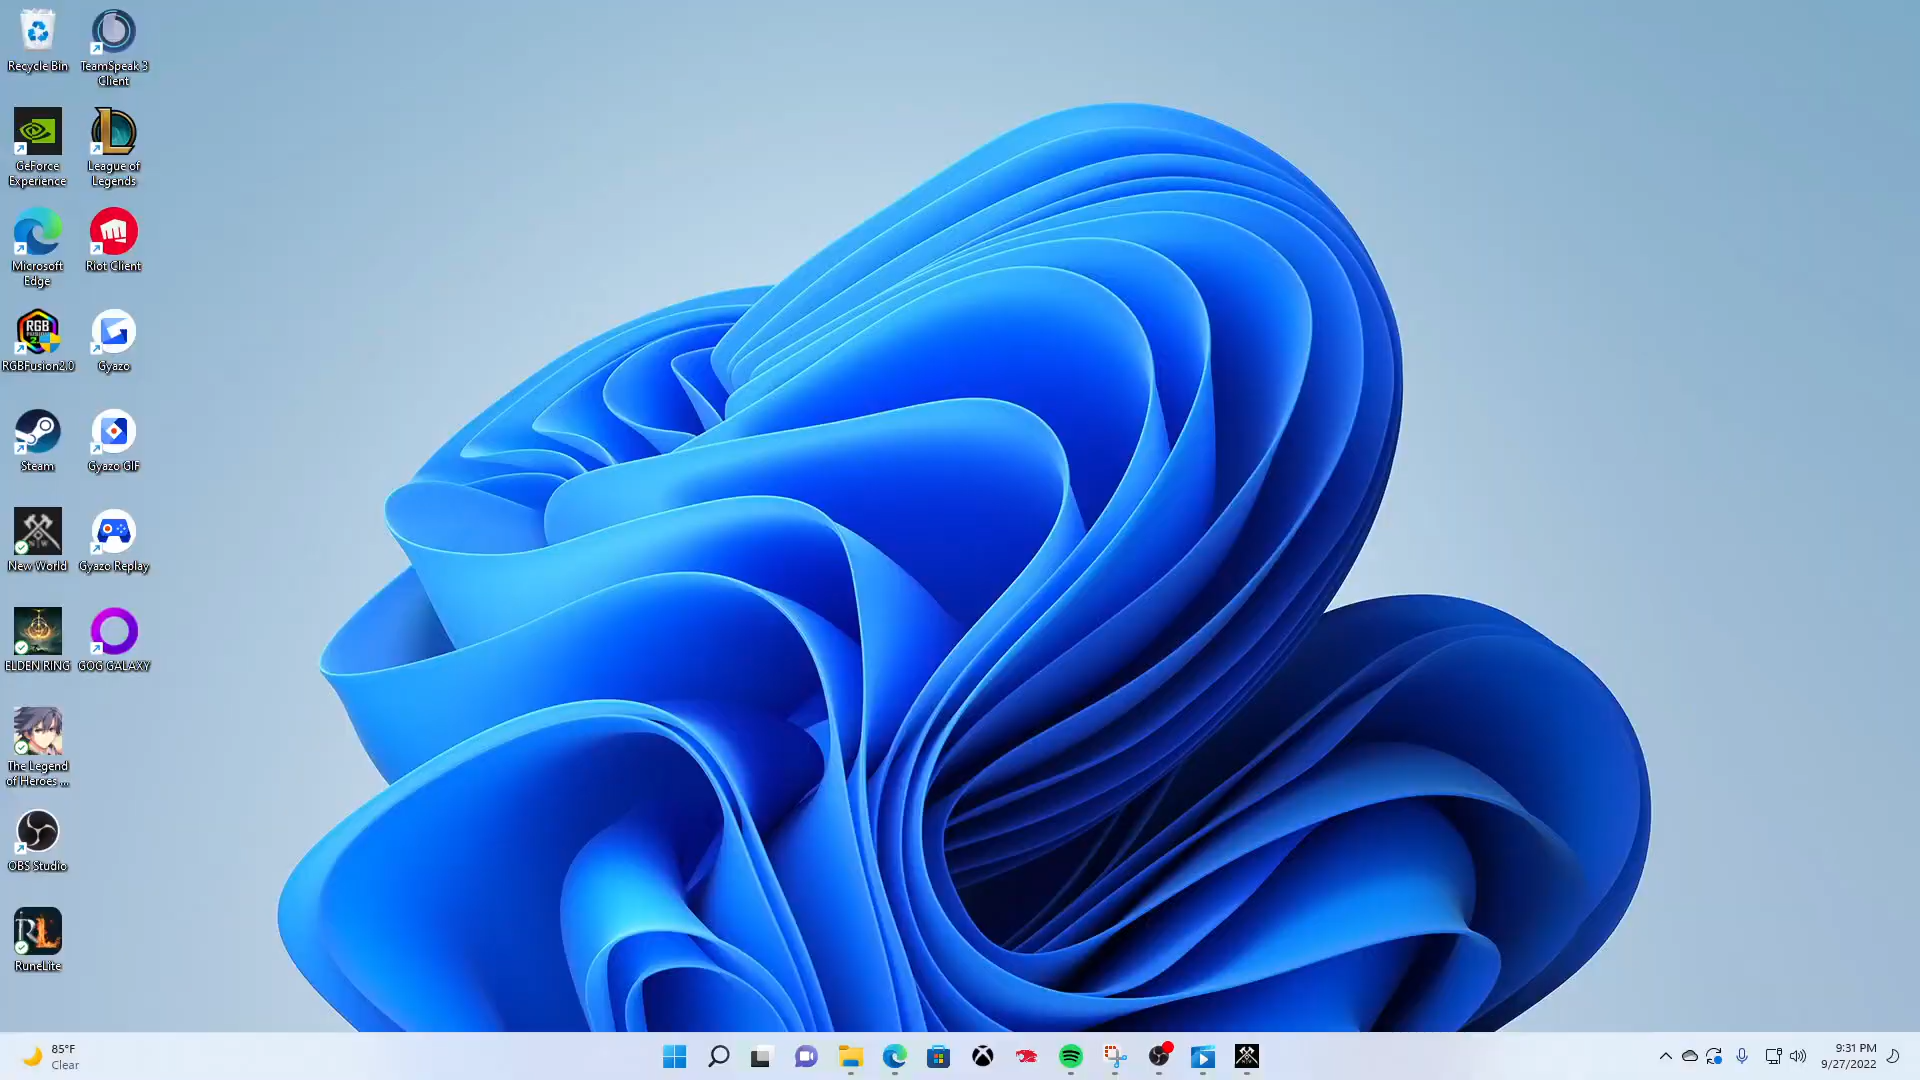 Recycle Bin
TeamSpeak 3
Client
GeForce
Experience
League of
Legends
Microsoft
Edge
Riot Client
RGB
RGBFusion2.0
Gyazo
Steam
Gyazo GIF
New World
Gyazo Replay
ELDEN RING
GOG GALAXY
The Legend
of Heroes ...
OBS Studio
RL
RuneLite
85°F
Clear
9:31 PM
9/27/2022